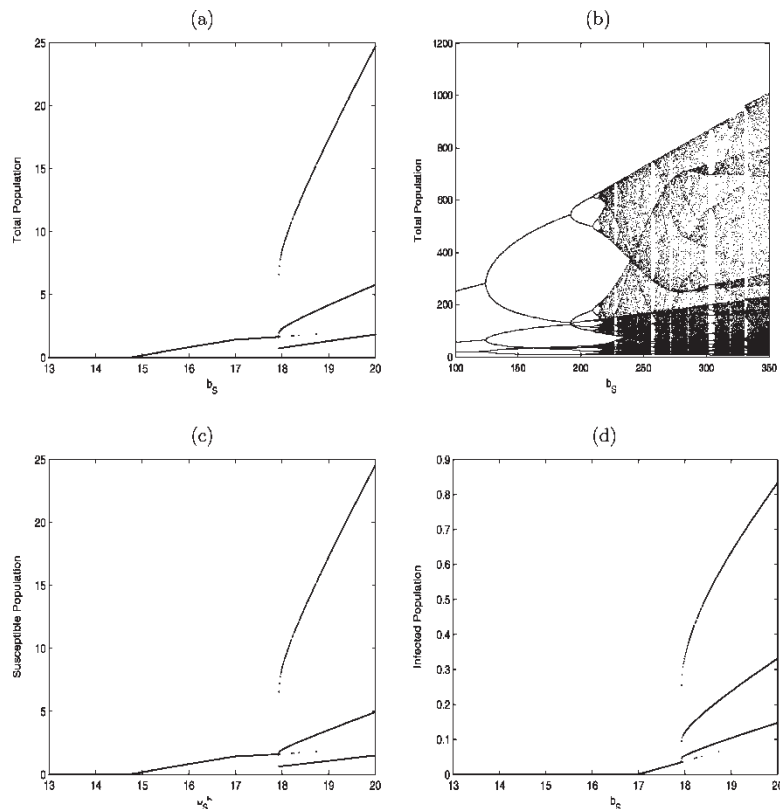 (a)
(b)
25
20
15
10
5
0
Total Population
13 14 15 16 17 18 19 20
b_S
1200
1000
800
600
400
200
0
Total Population
100 150 200 250 300 350
b_S
(c)
(d)
25
20
15
10
5
0
Susceptible Population
13 14 15 16 17 18 19 20
0.9
0.8
0.7
0.6
0.5
0.4
0.3
0.2
0.1
0
Infected Population
13 14 15 16 17 18 19 20
b_S